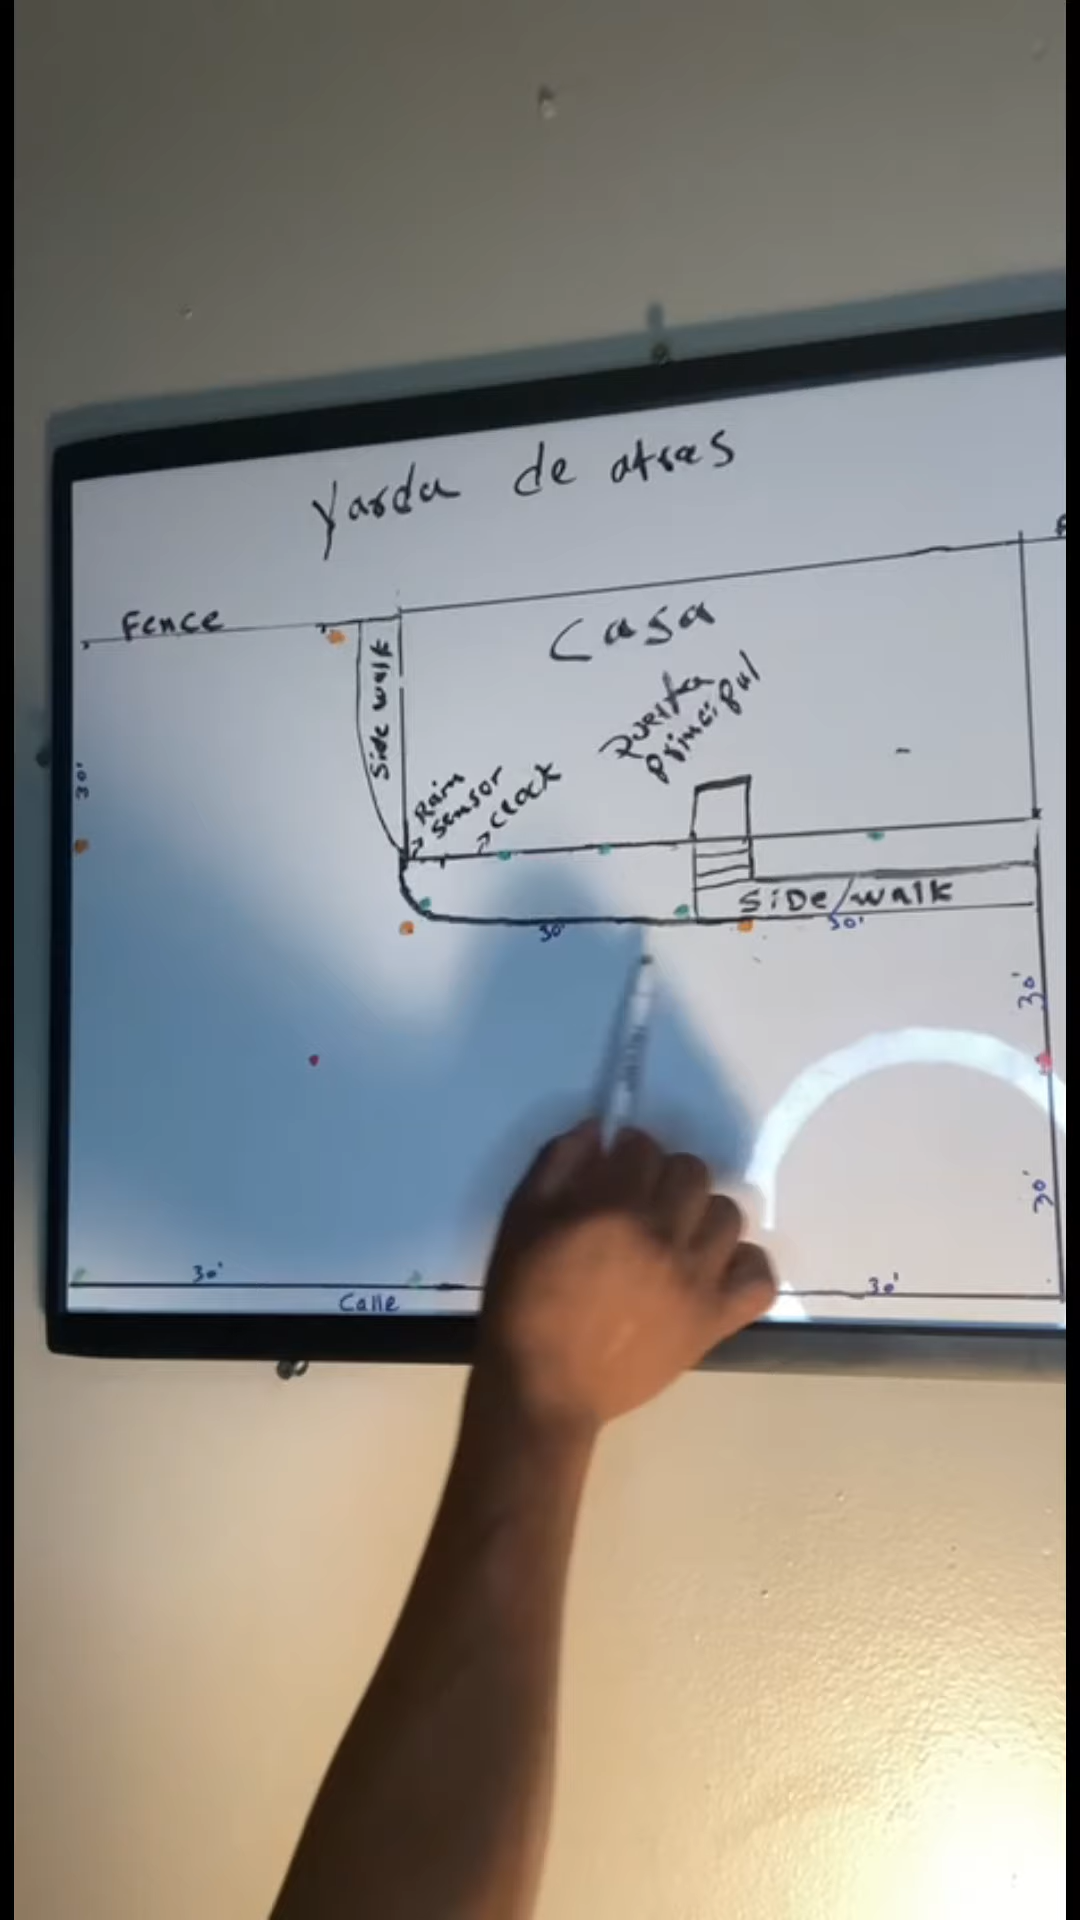 Yarda de atras
Fence
Casa
Side walk
Puerta
principal
Rain
sensor
Clock
30'
SiDe/walk
30'
30'
30'
30'
30'
30'
Calle